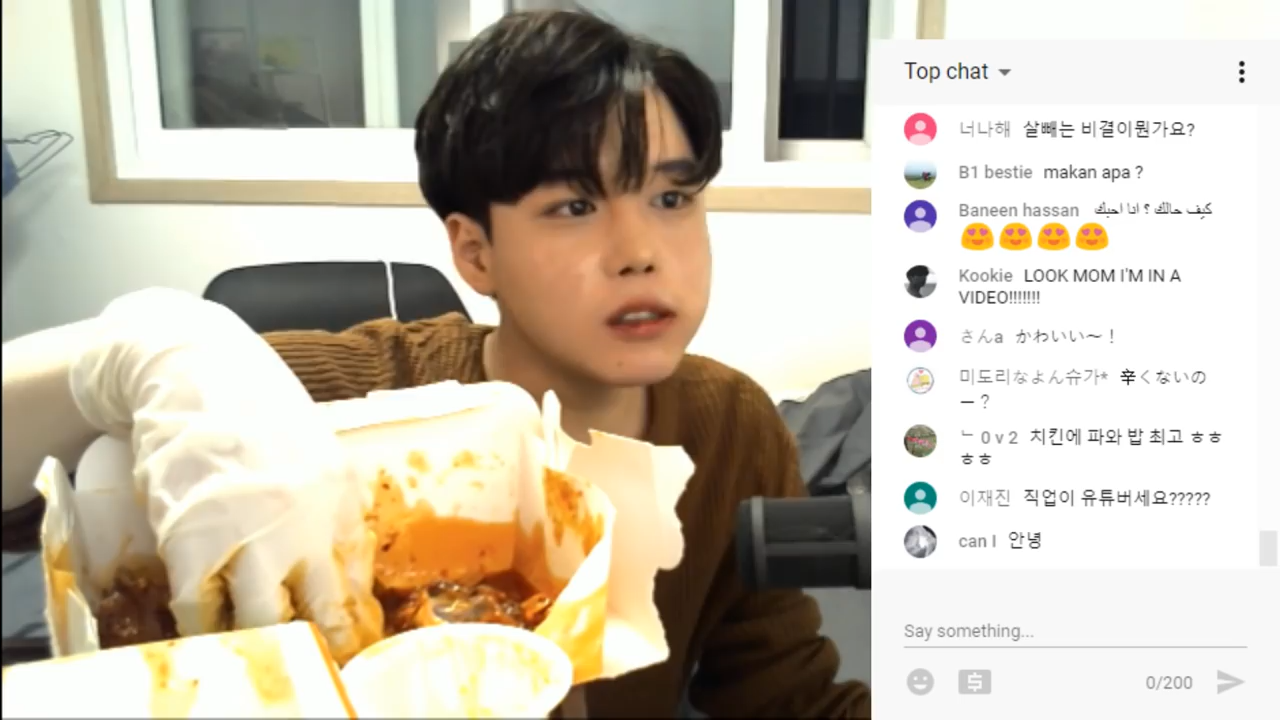 Top chat
너나해 살빼는 비결이뭔가요?
B1 bestie makan apa ?
Baneen hassan كيف حالك ؟ انا احبك
Kookie LOOK MOM I'M IN A
VIDEO!!!!!!!
さんa かわいい〜！
미도리なよん슈가* 辛くないの
ー？
ᄂ 0 v 2 치킨에 파와 밥 최고 ㅎㅎ
ㅎㅎ
이재진 직업이 유튜버세요?????
can I 안녕
Say something...
0/200